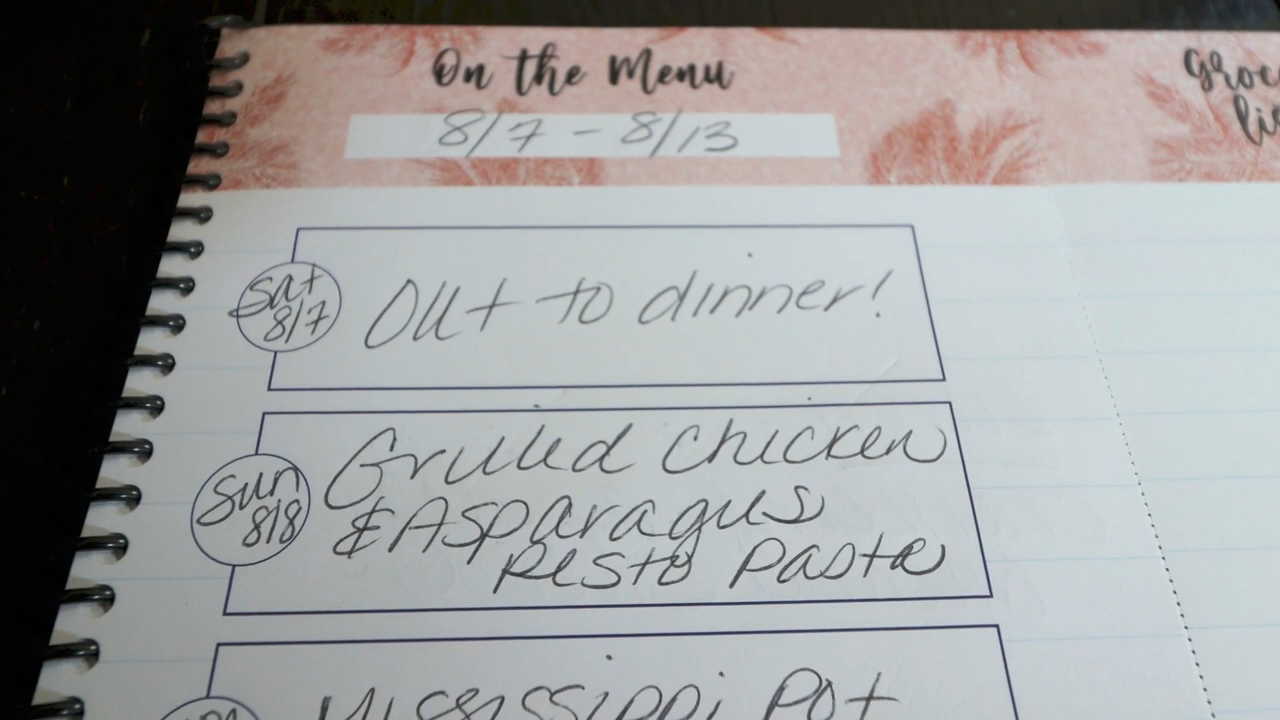 On the Menu
8/7 - 8/13
Sat
8/7
Out to dinner!
Sun
8/8
Grilled Chicken
& Asparagus
Pesto Pasta
Mississippi Pot